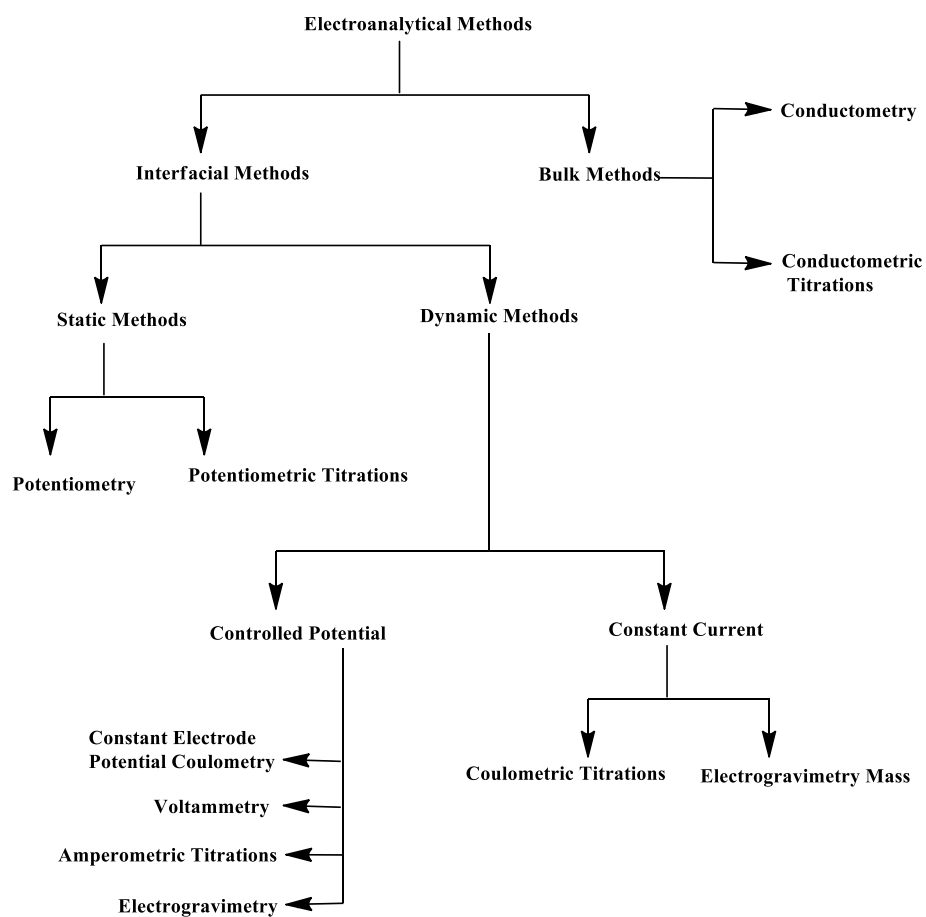 Electroanalytical Methods
Conductometry
Interfacial Methods
Bulk Methods
Conductometric
Titrations
Static Methods
Dynamic Methods
Potentiometry
Potentiometric Titrations
Controlled Potential
Constant Current
Constant Electrode
Potential Coulometry
Coulometric Titrations
Electrogravimetry Mass
Voltammetry
Amperometric Titrations
Electrogravimetry